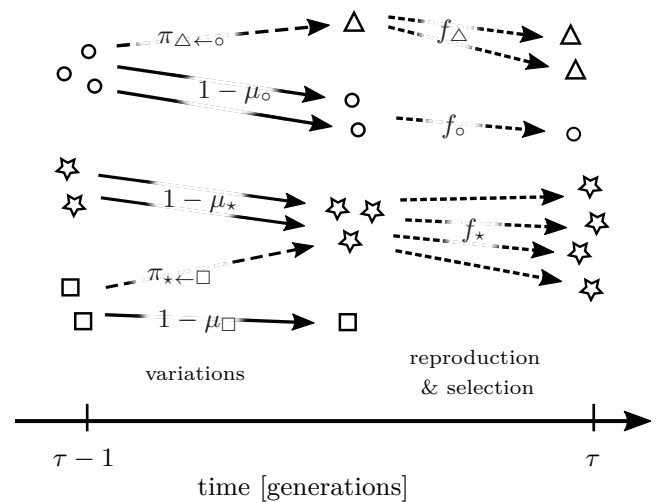 π△←○
f△
1 − μ○
f○
1 − μ⋆
f⋆
π⋆←□
1 − μ□
variations
reproduction
& selection
τ − 1
τ
time [generations]